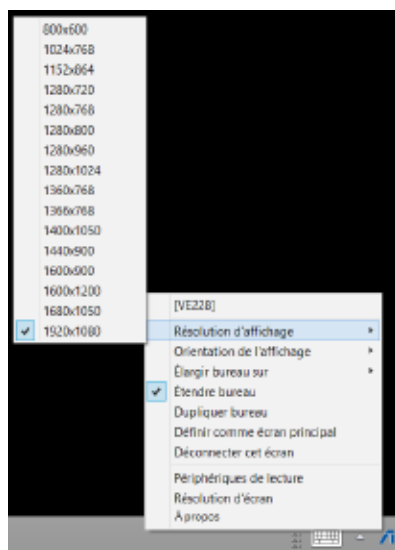 800x600
1024x768
1152x864
1280x720
1280x768
1280x800
1280x960
1280x1024
1360x768
1366x768
1400x1050
1440x900
1600x900
1600x1200
1680x1050
1920x1080
[VE228]
Résolution d'affichage
Orientation de l'affichage
Élargir bureau sur
Étendre bureau
Dupliquer bureau
Définir comme écran principal
Déconnecter cet écran
Périphériques de lecture
Résolution d'écran
A propos